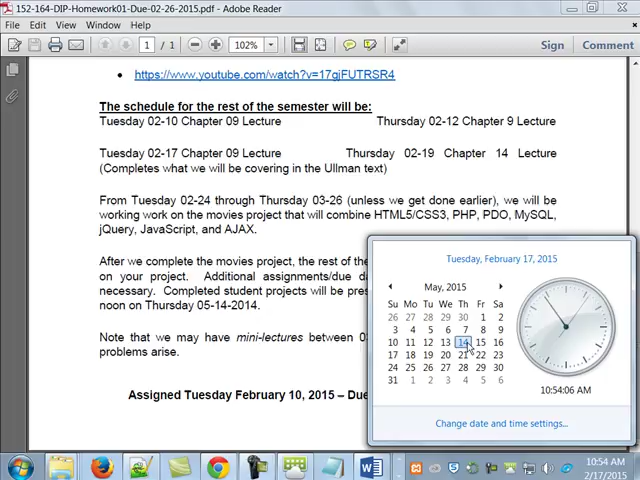 152-164-DIP-Homework01-Due-02-26-2015.pdf - Adobe Reader
File Edit View Window Help
1 / 1 102% Sign Comment
https://www.youtube.com/watch?v=17gjFUTRSR4
The schedule for the rest of the semester will be:
Tuesday 02-10 Chapter 09 Lecture Thursday 02-12 Chapter 9 Lecture
Tuesday 02-17 Chapter 09 Lecture Thursday 02-19 Chapter 14 Lecture
(Completes what we will be covering in the Ullman text)
From Tuesday 02-24 through Thursday 03-26 (unless we get done earlier), we will be
working work on the movies project that will combine HTML5/CSS3, PHP, PDO, MySQL,
jQuery, JavaScript, and AJAX.
After we complete the movies project, the rest of the
on your project. Additional assignments/due da
necessary. Completed student projects will be pres
noon on Thursday 05-14-2014.
Note that we may have mini-lectures between 03
problems arise.
Assigned Tuesday February 10, 2015 – Due
Tuesday, February 17, 2015
May, 2015
Su Mo Tu We Th Fr Sa
26 27 28 29 30 1 2
3 4 5 6 7 8 9
10 11 12 13 14 15 16
17 18 19 20 21 22 23
24 25 26 27 28 29 30
31 1 2 3 4 5 6
10:54:06 AM
Change date and time settings...
10:54 AM
2/17/2015